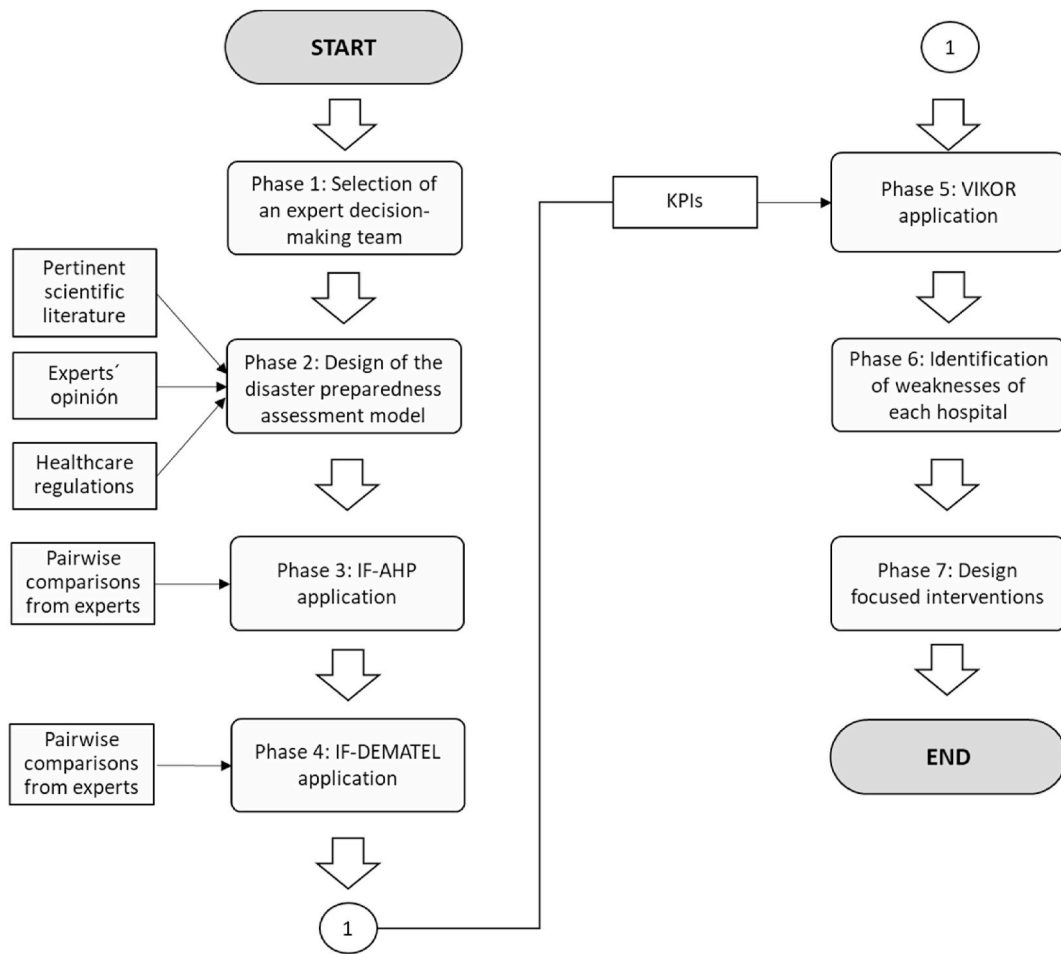 START
Phase 1: Selection of
an expert decision-
making team
Pertinent
scientific
literature
Experts´
opinión
Healthcare
regulations
Phase 2: Design of the
disaster preparedness
assessment model
Pairwise
comparisons
from experts
Phase 3: IF-AHP
application
Pairwise
comparisons
from experts
Phase 4: IF-DEMATEL
application
1
1
KPIs
Phase 5: VIKOR
application
Phase 6: Identification
of weaknesses of
each hospital
Phase 7: Design
focused interventions
END